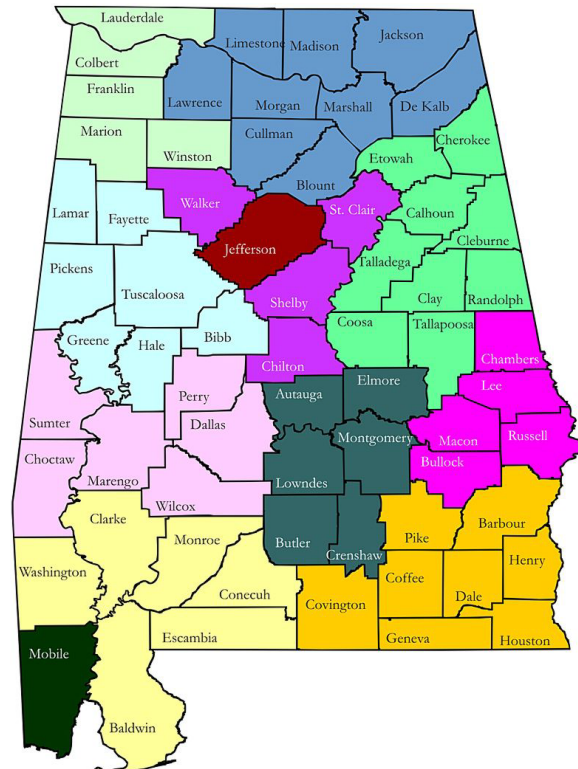 Lauderdale
Limestone
Madison
Jackson
Colbert
Franklin
Lawrence
Morgan
Marshall
De Kalb
Marion
Cullman
Cherokee
Winston
Etowah
Blount
Walker
St. Clair
Lamar
Fayette
Calhoun
Cleburne
Jefferson
Talladega
Pickens
Tuscaloosa
Shelby
Clay
Randolph
Greene
Hale
Bibb
Coosa
Tallapoosa
Chilton
Chambers
Perry
Autauga
Elmore
Lee
Sumter
Dallas
Montgomery
Macon
Russell
Choctaw
Marengo
Lowndes
Bullock
Wilcox
Clarke
Monroe
Butler
Crenshaw
Pike
Barbour
Washington
Conecuh
Covington
Coffee
Dale
Henry
Escambia
Geneva
Houston
Mobile
Baldwin